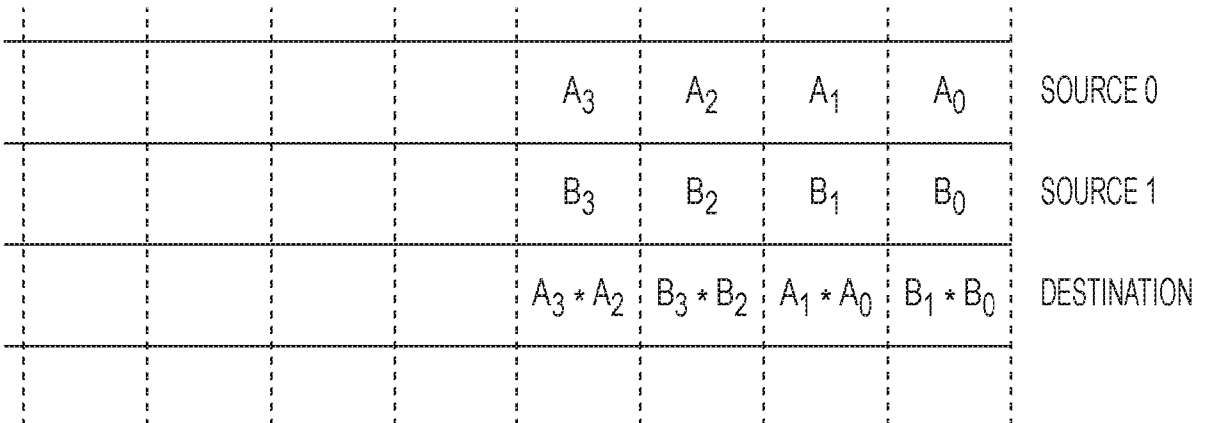 A₃ A₂ A₁ A₀ SOURCE 0
B₃ B₂ B₁ B₀ SOURCE 1
A₃ * A₂ B₃ * B₂ A₁ * A₀ B₁ * B₀ DESTINATION